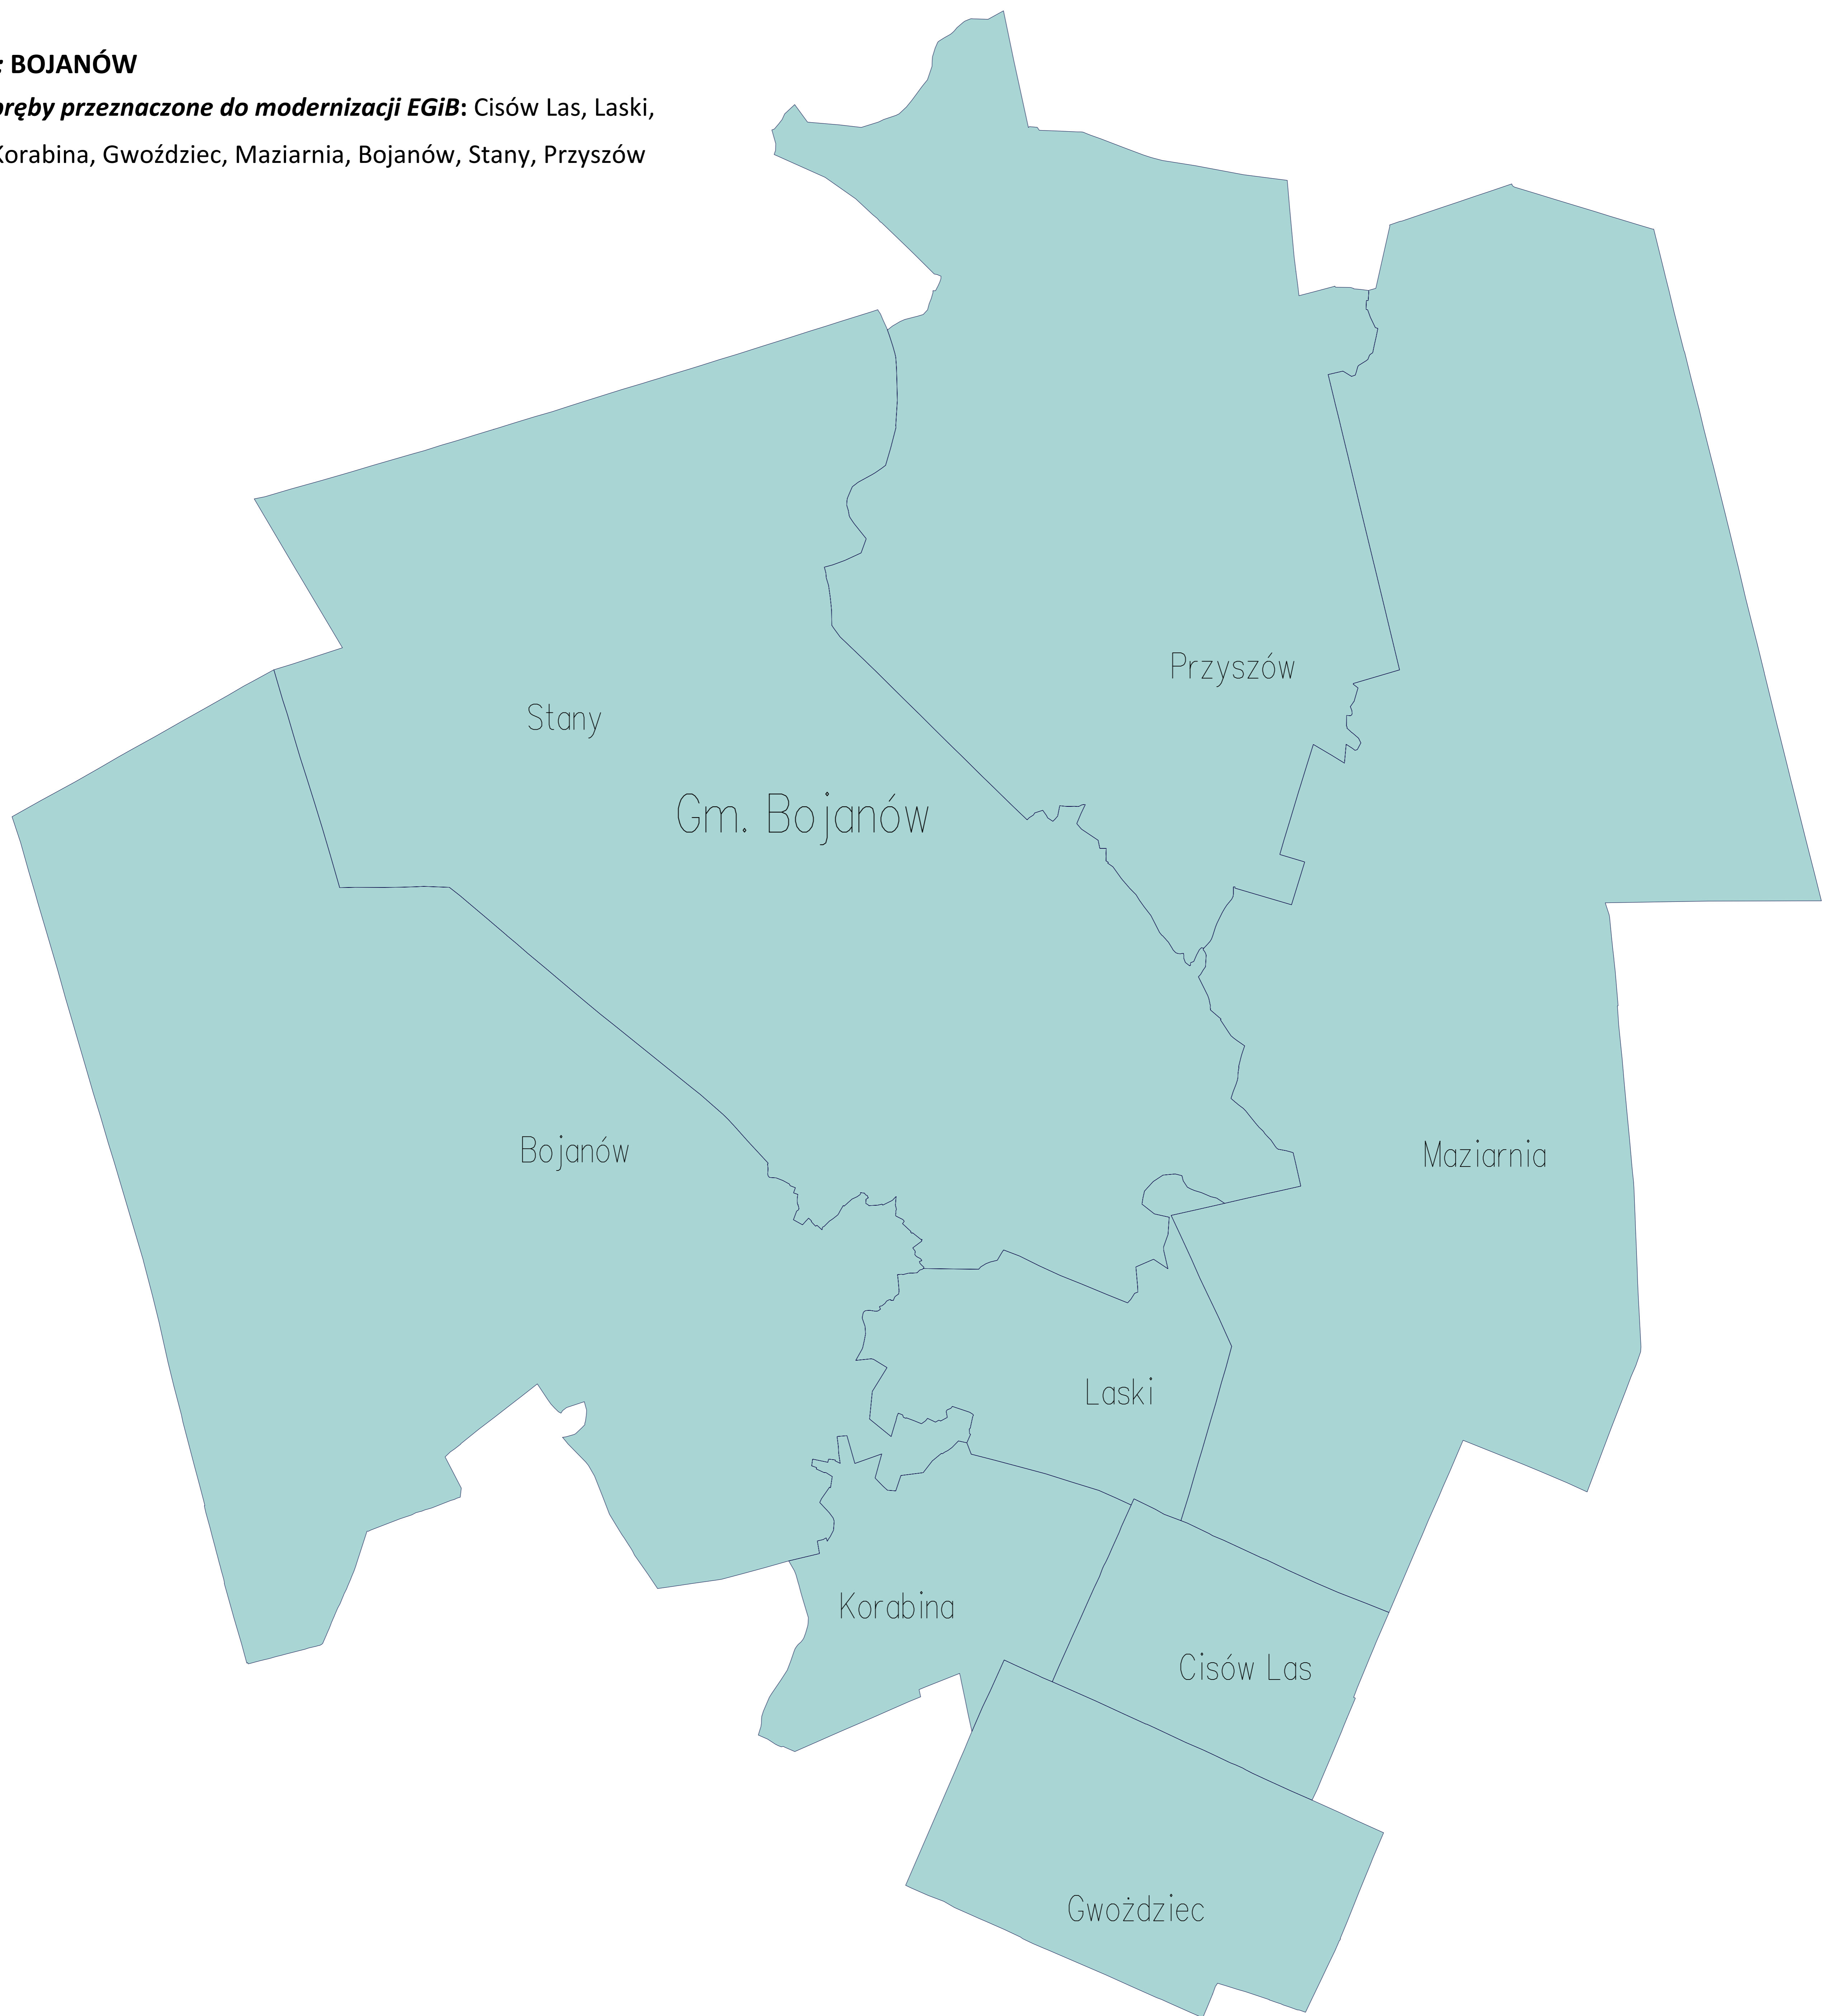 : BOJANÓW
ręby przeznaczone do modernizacji EGiB: Cisów Las, Laski,
Korabina, Gwoździec, Maziarnia, Bojanów, Stany, Przyszów
Przyszów
Stany
Gm. Bojanów
Bojanów
Maziarnia
Laski
Korabina
Cisów Las
Gwożdziec